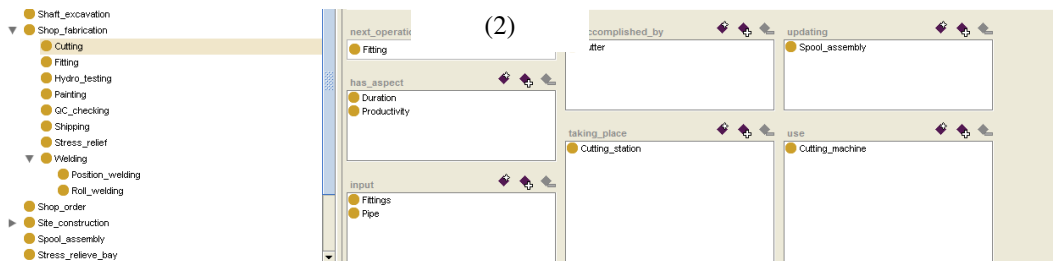 Shaft_excavation
Shop_fabrication
Cutting
Fitting
Hydro_testing
Painting
QC_checking
Shipping
Stress_relief
Welding
Position_welding
Roll_welding
Shop_order
Site_construction
Spool_assembly
Stress_relieve_bay
(2)
next_operatio
Fitting
has_aspect
Duration
Productivity
input
Fittings
Pipe
ccomplished_by
utter
taking_place
Cutting_station
updating
Spool_assembly
use
Cutting_machine